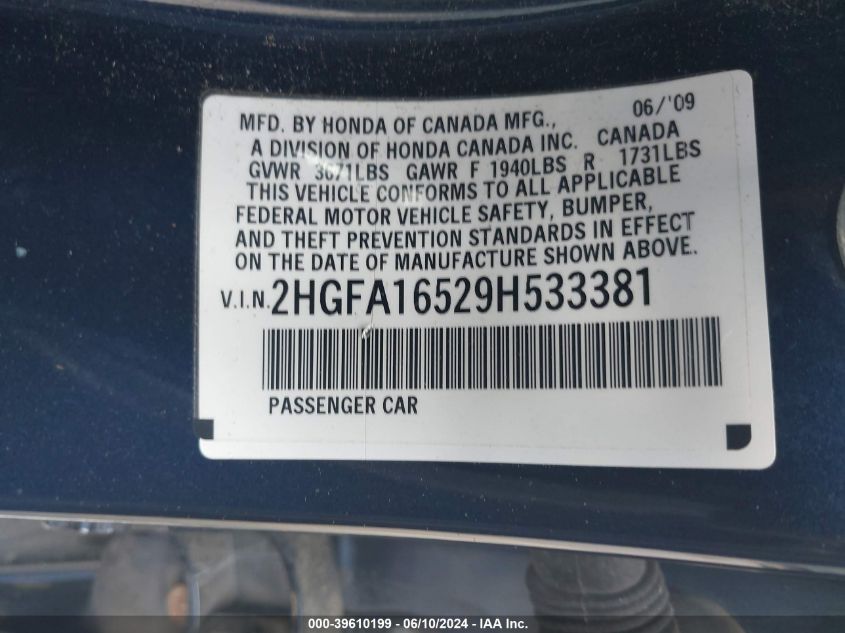 06/'09
MFD. BY HONDA OF CANADA MFG.,
A DIVISION OF HONDA CANADA INC. CANADA
GVWR 3671LBS GAWR F 1940LBS R 1731LBS
THIS VEHICLE CONFORMS TO ALL APPLICABLE
FEDERAL MOTOR VEHICLE SAFETY, BUMPER,
AND THEFT PREVENTION STANDARDS IN EFFECT
ON THE DATE OF MANUFACTURE SHOWN ABOVE.
V.I.N. 2HGFA16529H533381
PASSENGER CAR
000-39610199 - 06/10/2024 - IAA Inc.